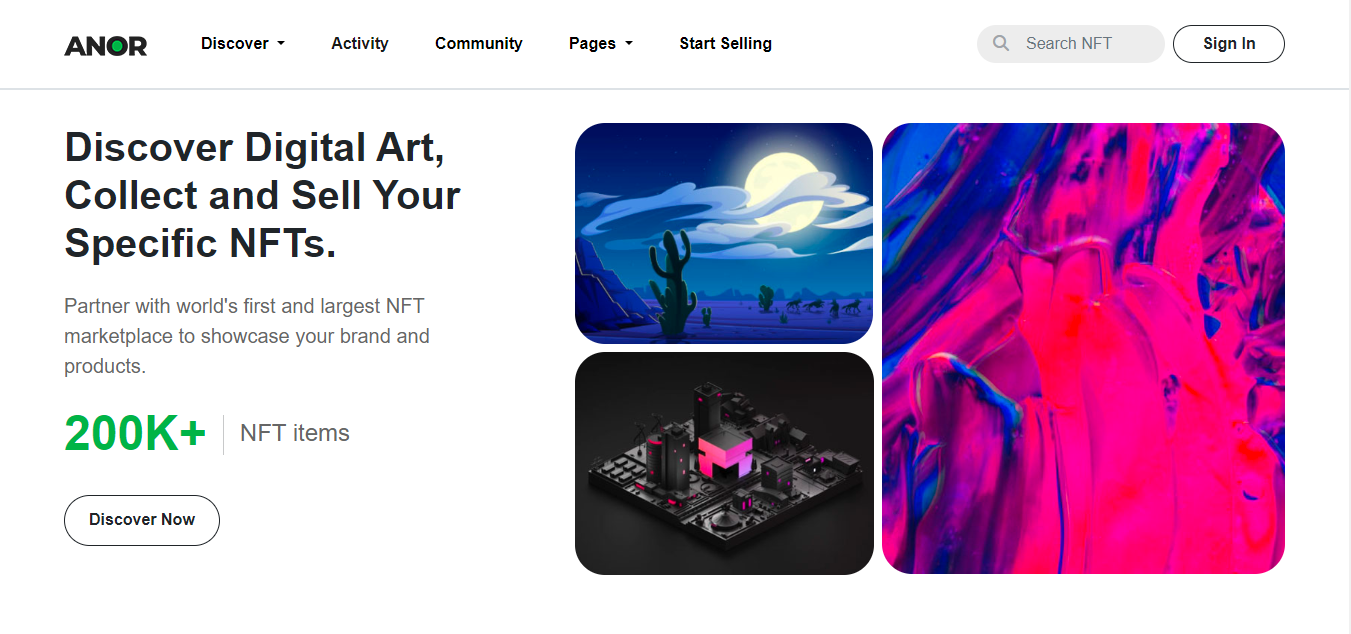 ANOR
Discover
Activity
Community
Pages
Start Selling
Search NFT
Sign In
Discover Digital Art,
Collect and Sell Your
Specific NFTs.
Partner with world's first and largest NFT
marketplace to showcase your brand and
products.
200K+
NFT items
Discover Now